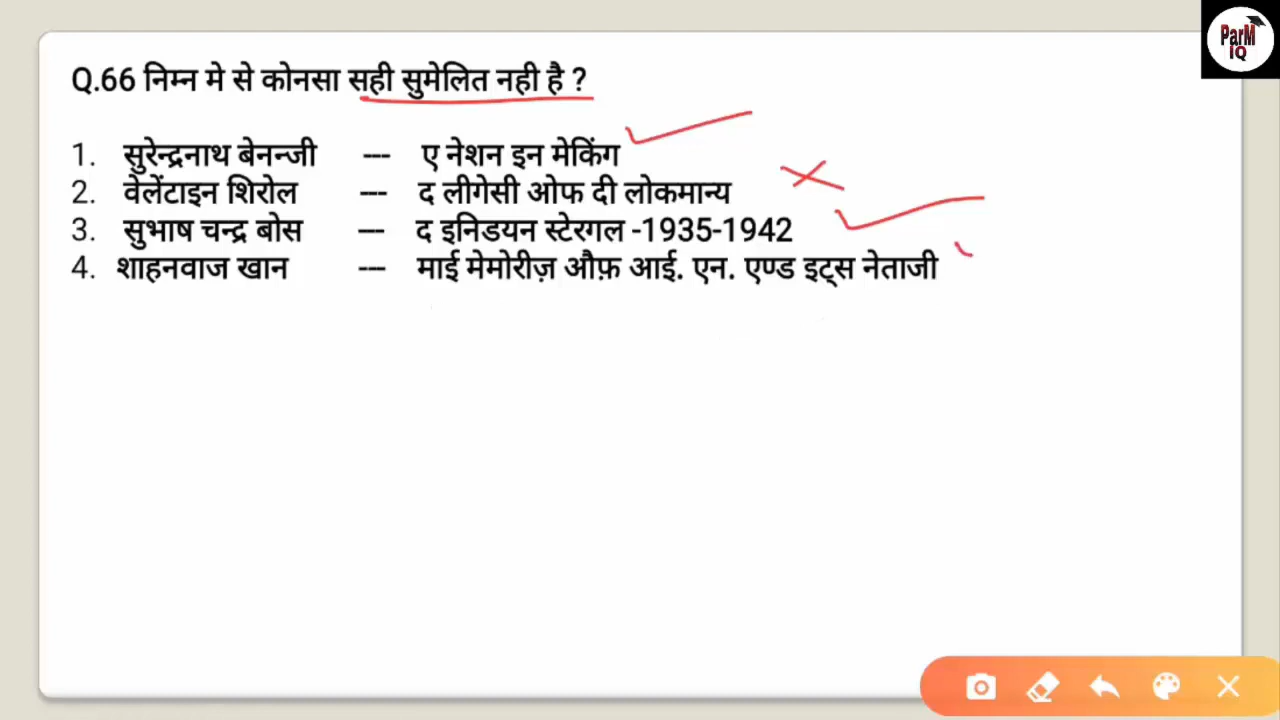 ParM
IQ
Q.66 निम्न मे से कोनसा सही सुमेलित नही है ?
1. सुरेन्द्रनाथ बेनन्जी --- ए नेशन इन मेकिंग
2. वेलेंटाइन शिरोल --- द लीगेसी ओफ दी लोकमान्य
3. सुभाष चन्द्र बोस --- द इनिडयन स्टेरगल -1935-1942
4. शाहनवाज खान --- माई मेमोरीज़ औफ़ आई. एन. एण्ड इट्स नेताजी